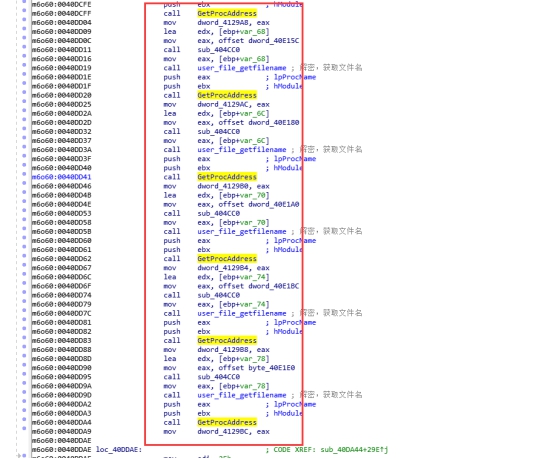 m6o60:0040DCFE push ebx ; hModule
m6o60:0040DCFF call GetProcAddress
m6o60:0040DD04 mov dword_4129A8, eax
m6o60:0040DD09 lea edx, [ebp+var_68]
m6o60:0040DD0C mov eax, offset dword_40E15C
m6o60:0040DD11 call sub_404CC0
m6o60:0040DD16 mov eax, [ebp+var_68]
m6o60:0040DD19 call user_file_getfilename ; 解密，获取文件名
m6o60:0040DD1E push eax ; lpProcName
m6o60:0040DD1F push ebx ; hModule
m6o60:0040DD20 call GetProcAddress
m6o60:0040DD25 mov dword_4129AC, eax
m6o60:0040DD2A lea edx, [ebp+var_6C]
m6o60:0040DD2D mov eax, offset dword_40E180
m6o60:0040DD32 call sub_404CC0
m6o60:0040DD37 mov eax, [ebp+var_6C]
m6o60:0040DD3A call user_file_getfilename ; 解密，获取文件名
m6o60:0040DD3F push eax ; lpProcName
m6o60:0040DD40 push ebx ; hModule
m6o60:0040DD41 call GetProcAddress
m6o60:0040DD46 mov dword_4129B0, eax
m6o60:0040DD4B lea edx, [ebp+var_70]
m6o60:0040DD4E mov eax, offset dword_40E1A0
m6o60:0040DD53 call sub_404CC0
m6o60:0040DD58 mov eax, [ebp+var_70]
m6o60:0040DD5B call user_file_getfilename ; 解密，获取文件名
m6o60:0040DD60 push eax ; lpProcName
m6o60:0040DD61 push ebx ; hModule
m6o60:0040DD62 call GetProcAddress
m6o60:0040DD67 mov dword_4129B4, eax
m6o60:0040DD6C lea edx, [ebp+var_74]
m6o60:0040DD6F mov eax, offset dword_40E1BC
m6o60:0040DD74 call sub_404CC0
m6o60:0040DD79 mov eax, [ebp+var_74]
m6o60:0040DD7C call user_file_getfilename ; 解密，获取文件名
m6o60:0040DD81 push eax ; lpProcName
m6o60:0040DD82 push ebx ; hModule
m6o60:0040DD83 call GetProcAddress
m6o60:0040DD88 mov dword_4129B8, eax
m6o60:0040DD8D lea edx, [ebp+var_78]
m6o60:0040DD90 mov eax, offset byte_40E1E0
m6o60:0040DD95 call sub_404CC0
m6o60:0040DD9A mov eax, [ebp+var_78]
m6o60:0040DD9D call user_file_getfilename ; 解密，获取文件名
m6o60:0040DDA2 push eax ; lpProcName
m6o60:0040DDA3 push ebx ; hModule
m6o60:0040DDA4 call GetProcAddress
m6o60:0040DDA9 mov dword_4129BC, eax
m6o60:0040DDAE
m6o60:0040DDAE loc_40DDAE: ; CODE XREF: sub_40DA44+29E↑j